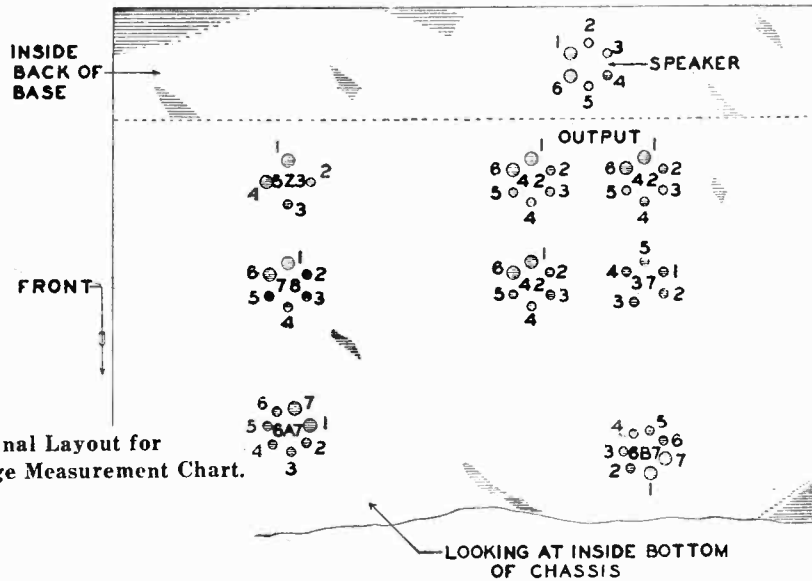 INSIDE
BACK OF
BASE
1 2 3
6 5 4
SPEAKER
OUTPUT
1
4 5Z3 2
3
1
6 2
42
5 3
4
1
6 2
42
5 3
4
FRONT
1
6 2
78
5 3
4
1
6 2
42
5 3
4
5
4 1
37
3 2
6 7
5 6A7 1
4 2
3
4 5
6
3 6B7 7
2
1
nal Layout for
ge Measurement Chart.
LOOKING AT INSIDE BOTTOM
OF CHASSIS